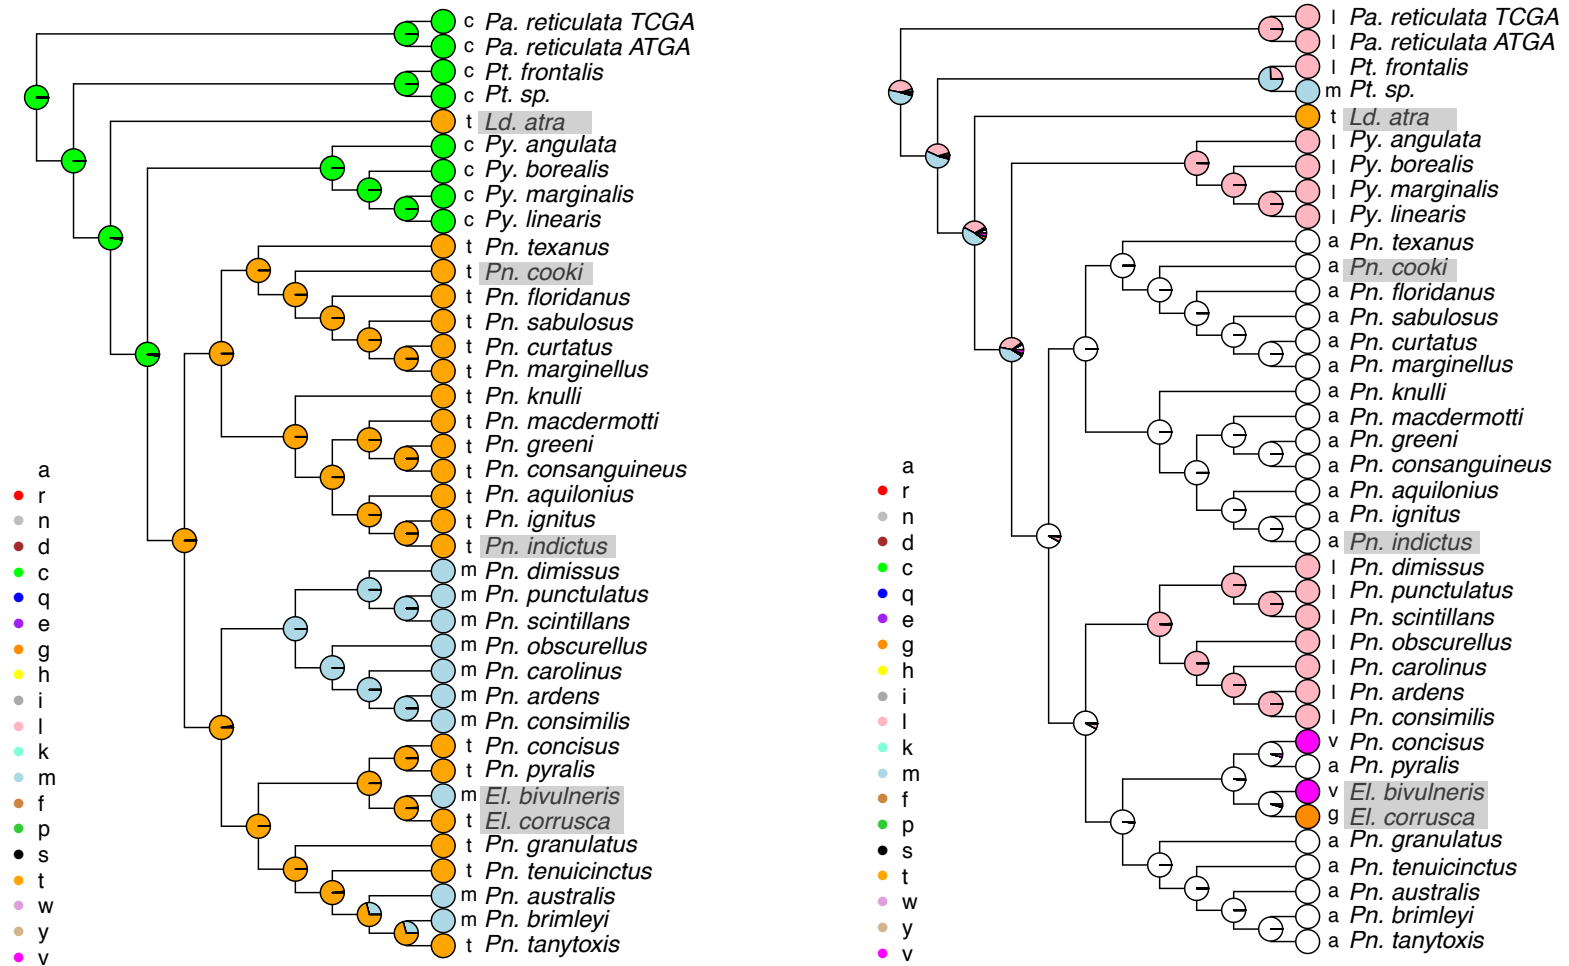 c Pa. reticulata TCGA
c Pa. reticulata ATGA
c Pt. frontalis
c Pt. sp.
t Ld. atra
c Py. angulata
c Py. borealis
c Py. marginalis
c Py. linearis
t Pn. texanus
t Pn. cooki
t Pn. floridanus
t Pn. sabulosus
t Pn. curtatus
t Pn. marginellus
t Pn. knulli
t Pn. macdermotti
t Pn. greeni
t Pn. consanguineus
t Pn. aquilonius
t Pn. ignitus
t Pn. indictus
m Pn. dimissus
m Pn. punctulatus
m Pn. scintillans
m Pn. obscurellus
m Pn. carolinus
m Pn. ardens
m Pn. consimilis
t Pn. concisus
t Pn. pyralis
m El. bivulneris
t El. corrusca
t Pn. granulatus
t Pn. tenuicinctus
m Pn. australis
m Pn. brimleyi
t Pn. tanytoxis
a
r
n
d
c
q
e
g
h
i
l
k
m
f
p
s
t
w
y
v
l Pa. reticulata TCGA
l Pa. reticulata ATGA
l Pt. frontalis
m Pt. sp.
t Ld. atra
l Py. angulata
l Py. borealis
l Py. marginalis
l Py. linearis
a Pn. texanus
a Pn. cooki
a Pn. floridanus
a Pn. sabulosus
a Pn. curtatus
a Pn. marginellus
a Pn. knulli
a Pn. macdermotti
a Pn. greeni
a Pn. consanguineus
a Pn. aquilonius
a Pn. ignitus
a Pn. indictus
l Pn. dimissus
l Pn. punctulatus
l Pn. scintillans
l Pn. obscurellus
l Pn. carolinus
l Pn. ardens
l Pn. consimilis
v Pn. concisus
a Pn. pyralis
v El. bivulneris
g El. corrusca
a Pn. granulatus
a Pn. tenuicinctus
a Pn. australis
a Pn. brimleyi
a Pn. tanytoxis
a
r
n
d
c
q
e
g
h
i
l
k
m
f
p
s
t
w
y
v